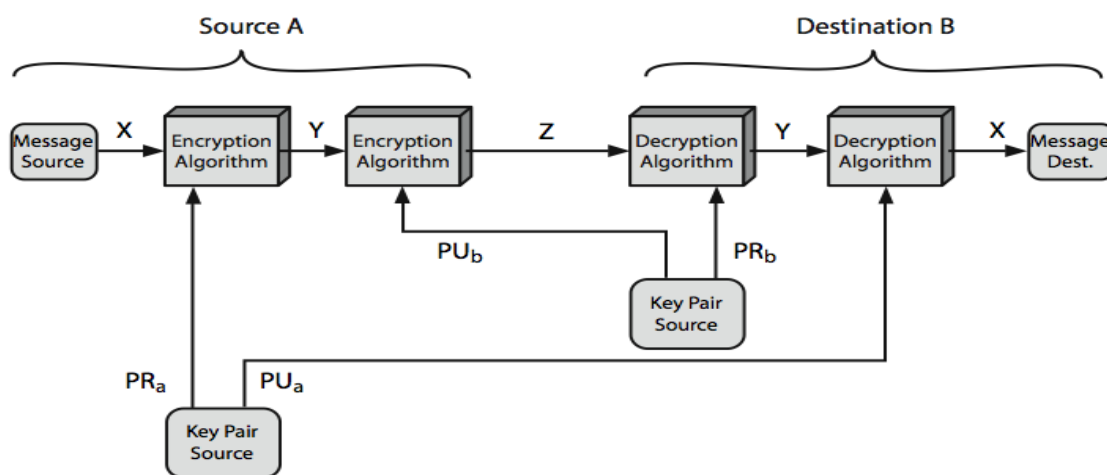 Source A
Destination B
Message
Source
X
Encryption
Algorithm
Y
Encryption
Algorithm
Z
Decryption
Algorithm
Y
Decryption
Algorithm
X
Message
Dest.
PUb
PRb
Key Pair
Source
PRa
PUa
Key Pair
Source